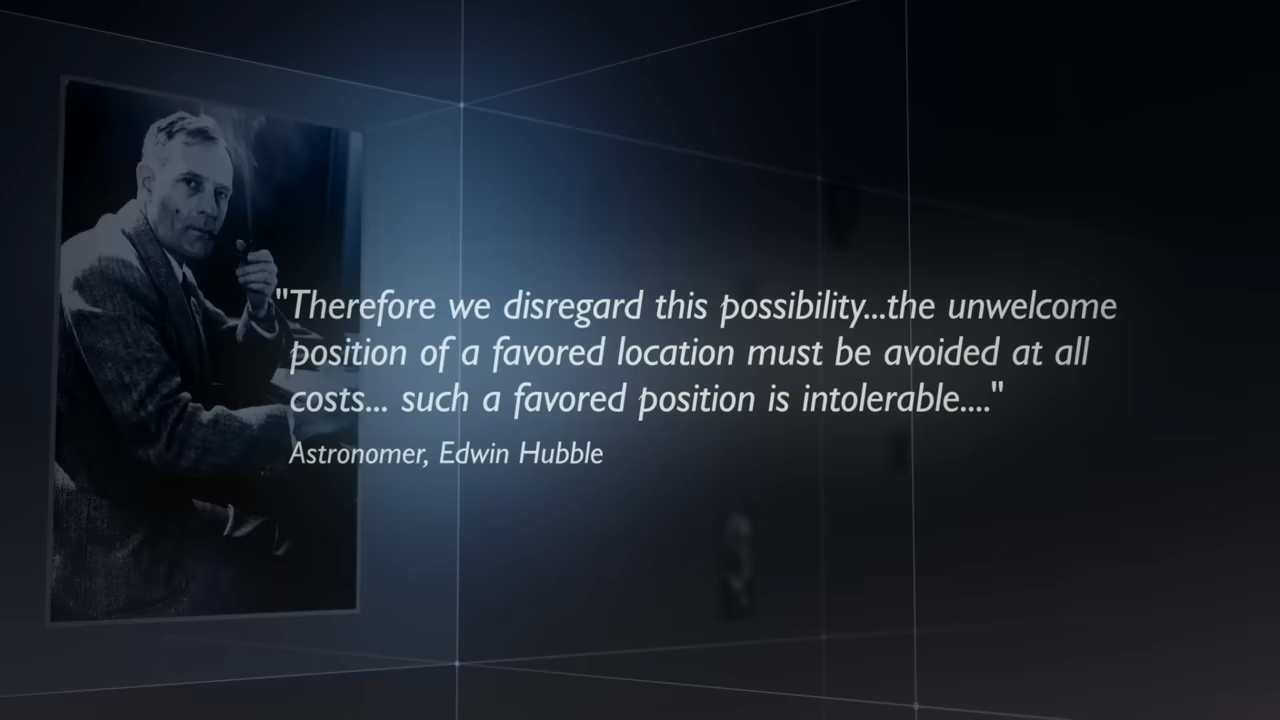 "Therefore we disregard this possibility...the unwelcome
position of a favored location must be avoided at all
costs... such a favored position is intolerable...."
Astronomer, Edwin Hubble